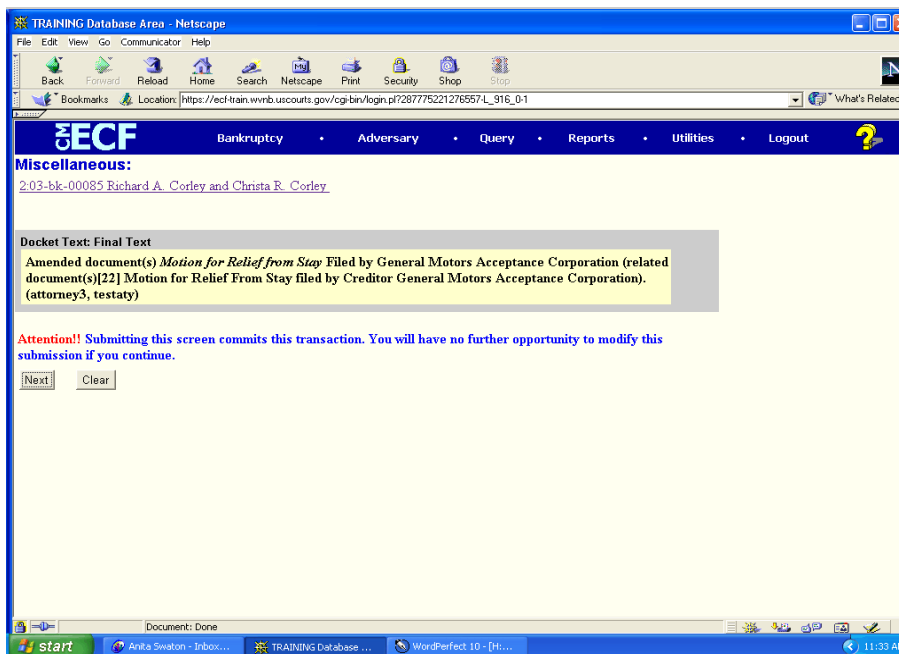 TRAINING Database Area - Netscape
File Edit View Go Communicator Help
My
Back Forward Reload Home Search Netscape Print Security Shop Stop
Bookmarks Location: https://ecf-train.wvnb.uscourts.gov/cgi-bin/login.pl?287775221276557-L_916_0-1 What's Related
CM ECF Bankruptcy • Adversary • Query • Reports • Utilities • Logout ?
Miscellaneous:
2:03-bk-00085 Richard A. Corley and Christa R. Corley
Docket Text: Final Text
Amended document(s) Motion for Relief from Stay Filed by General Motors Acceptance Corporation (related
document(s)[22] Motion for Relief From Stay filed by Creditor General Motors Acceptance Corporation).
(attorney3, testaty)
Attention!! Submitting this screen commits this transaction. You will have no further opportunity to modify this
submission if you continue.
Next Clear
Document: Done
start Anita Swaton - Inbox... TRAINING Database ... WordPerfect 10 - [H:... 11:33 AM